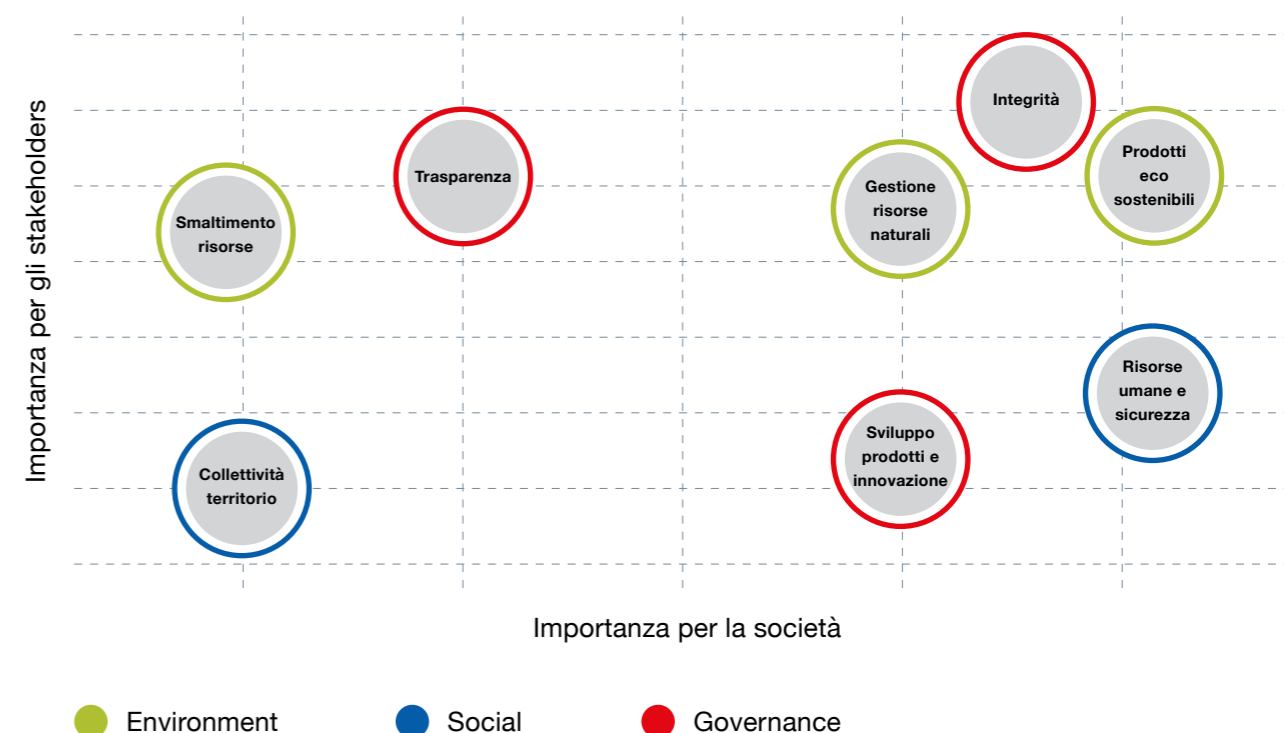 Importanza per gli stakeholders
Integrità
Prodotti
eco
sostenibili
Trasparenza
Gestione
risorse
naturali
Smaltimento
risorse
Risorse
umane e
sicurezza
Sviluppo
prodotti e
innovazione
Collettività
territorio
Importanza per la società
Environment
Social
Governance